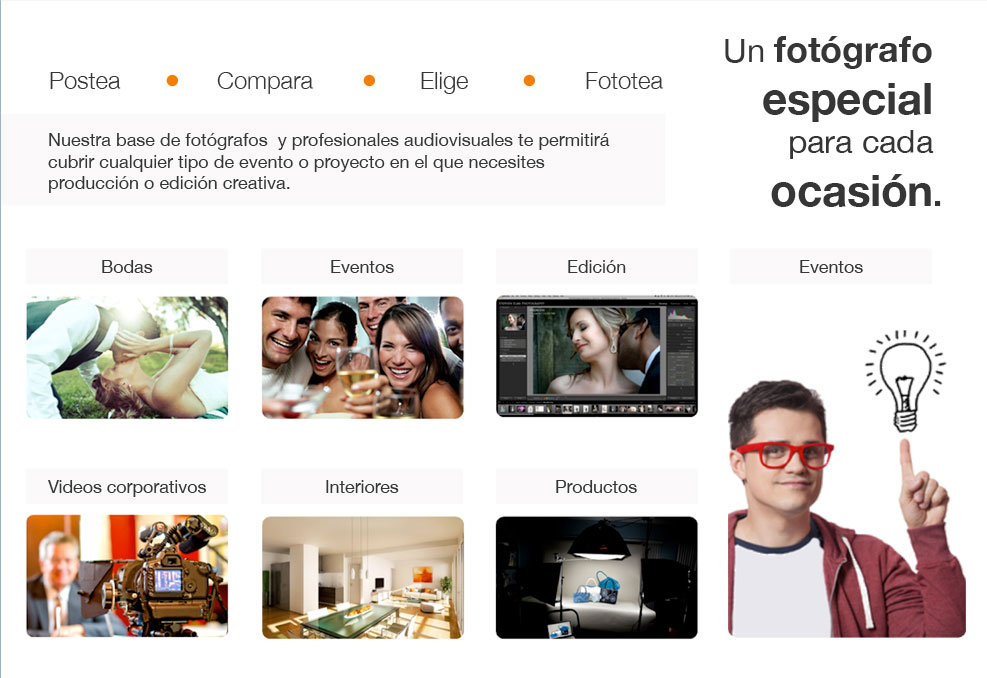 Postea • Compara • Elige • Fototea
Un fotógrafo
especial
para cada
ocasión.
Nuestra base de fotógrafos y profesionales audiovisuales te permitirá
cubrir cualquier tipo de evento o proyecto en el que necesites
producción o edición creativa.
Bodas
Eventos
Edición
Eventos
Videos corporativos
Interiores
Productos